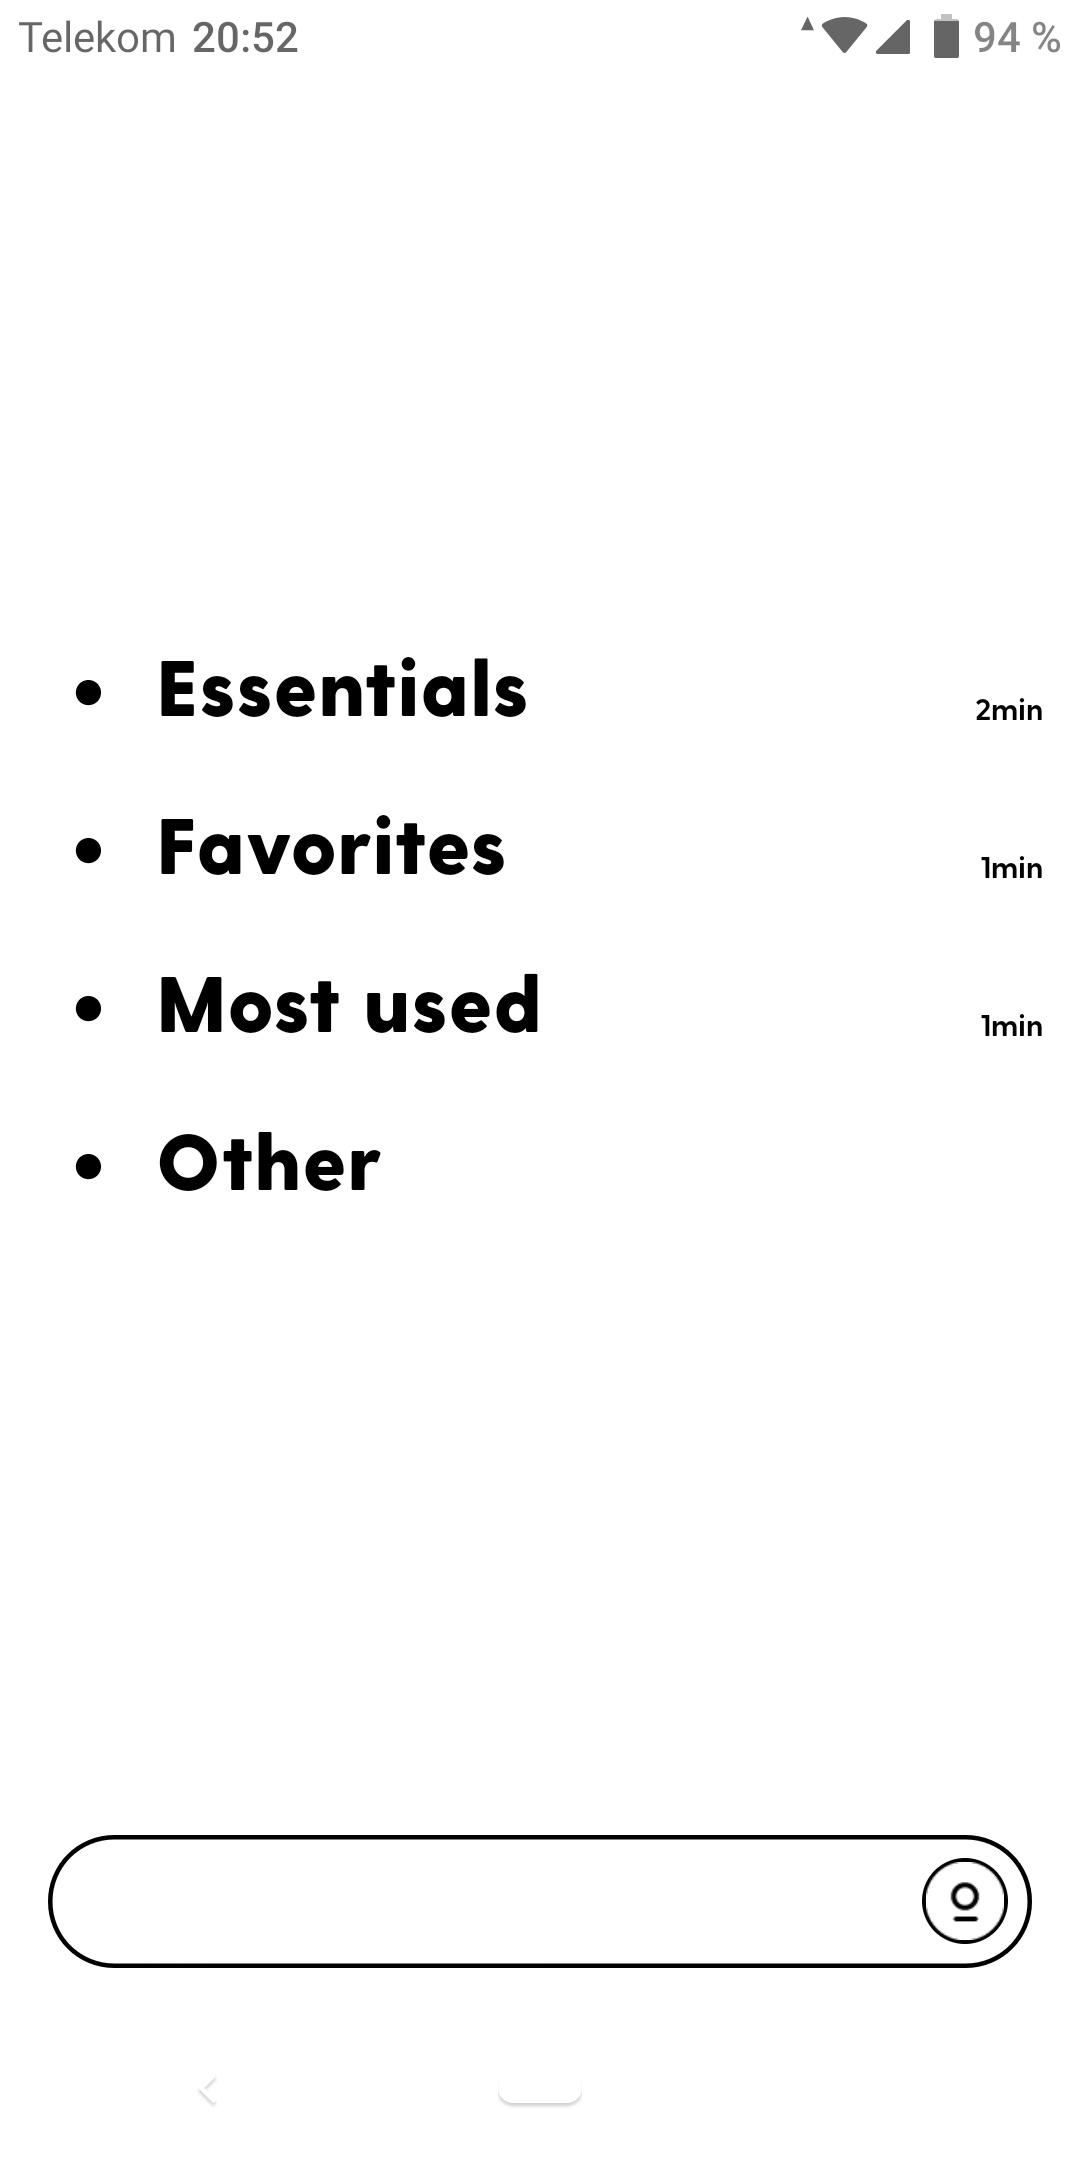 Telekom 20:52 94 %
• Essentials 2min
• Favorites 1min
• Most used 1min
• Other